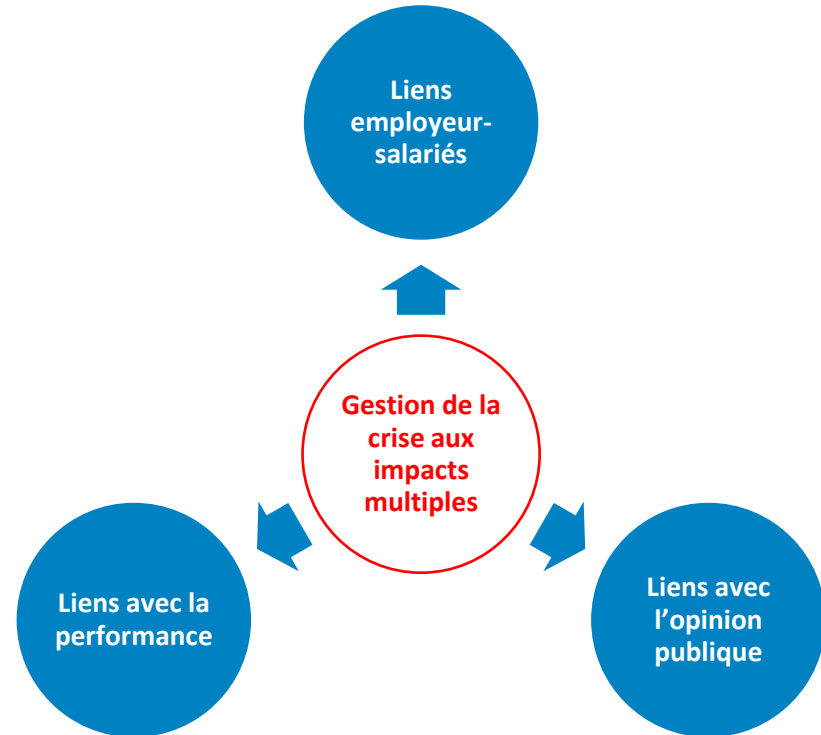 Liens
employeur-
salariés
Gestion de la
crise aux
impacts
multiples
Liens avec la
performance
Liens avec
l’opinion
publique